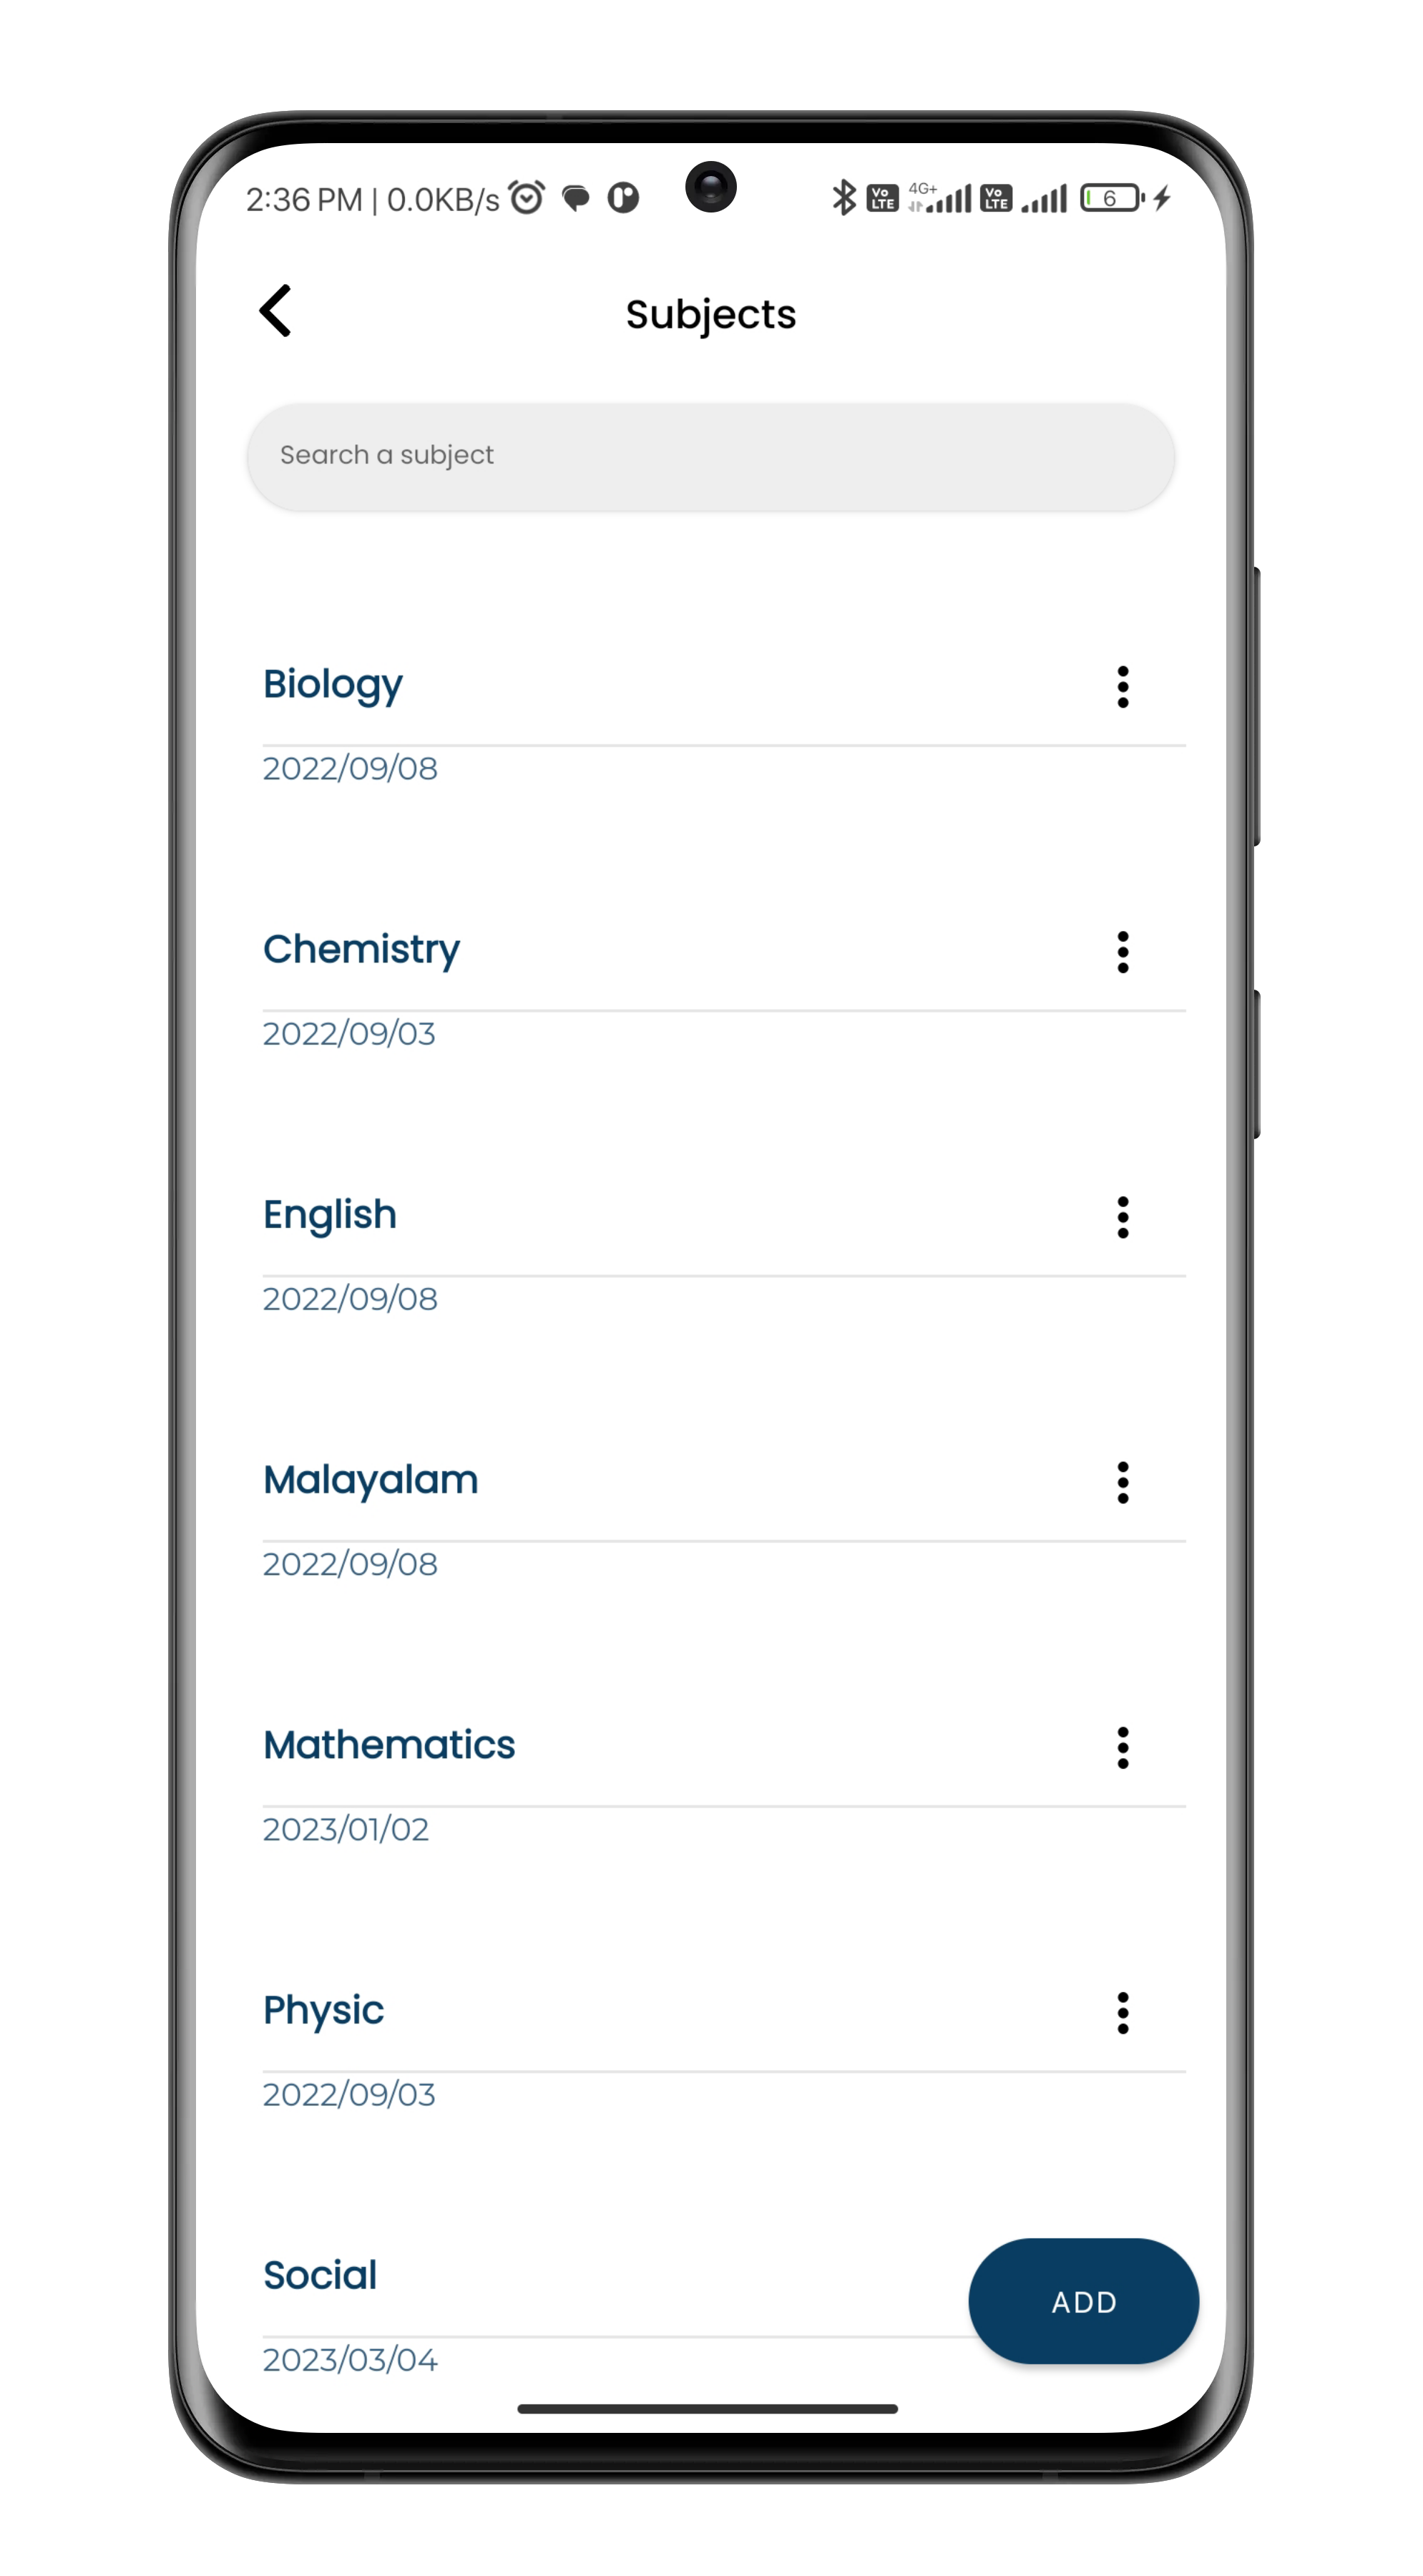 2:36 PM | 0.0KB/s Vo LTE 4G+ Vo LTE 6
Subjects
Search a subject
Biology
2022/09/08
Chemistry
2022/09/03
English
2022/09/08
Malayalam
2022/09/08
Mathematics
2023/01/02
Physic
2022/09/03
Social
ADD
2023/03/04